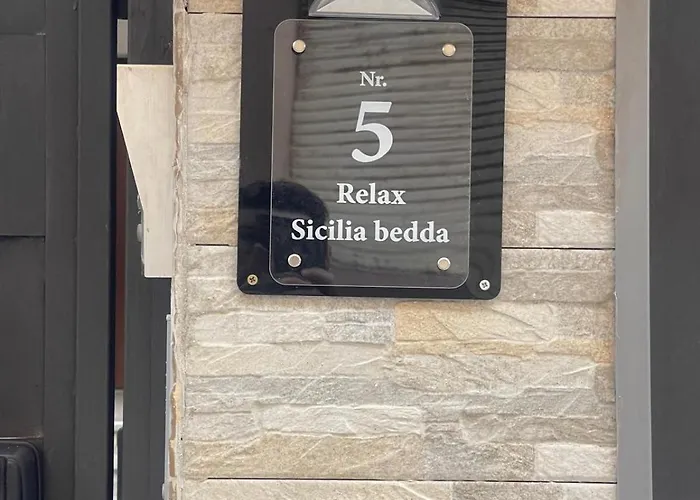 Nr.
5
Relax
Sicilia bedda